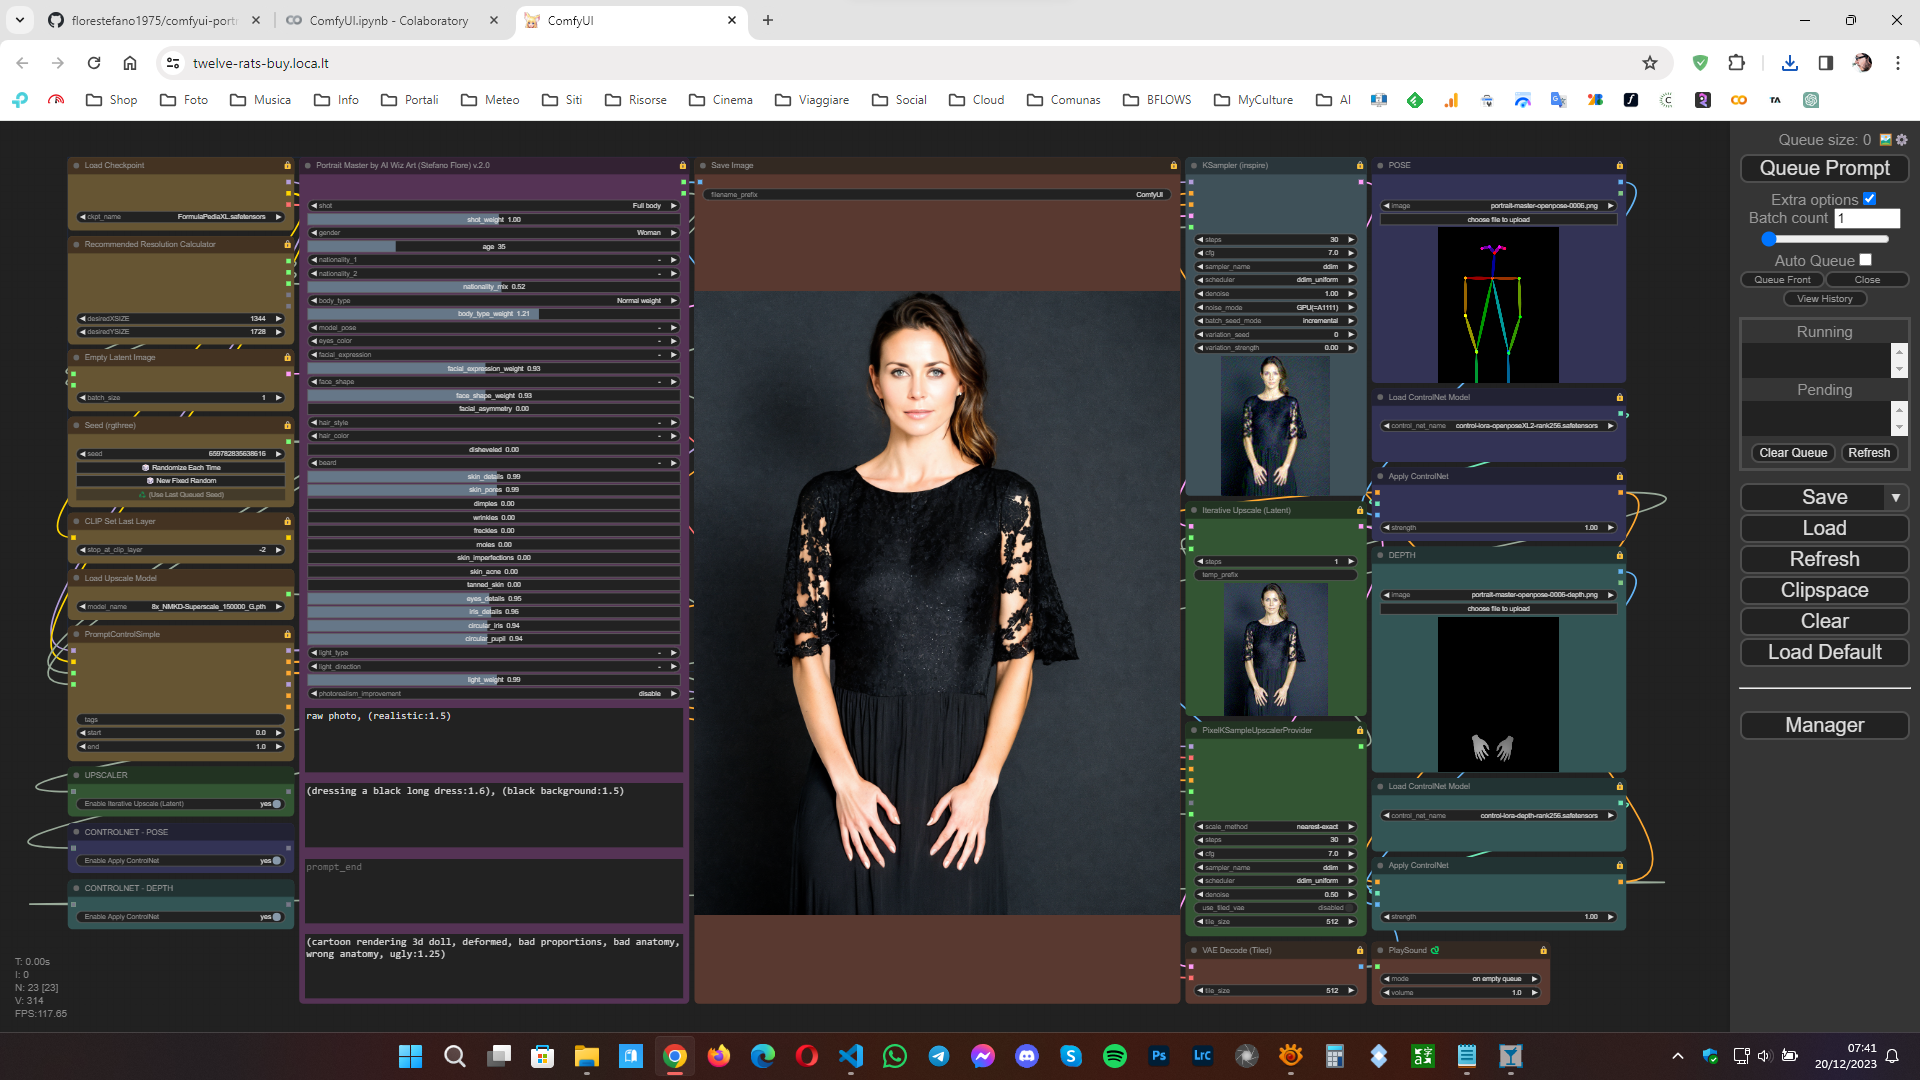 florestefano1975/comfyui-portr
ComfyUI.ipynb - Colaboratory
ComfyUI
twelve-rats-buy.loca.lt
Shop
Foto
Musica
Info
Portali
Meteo
Siti
Risorse
Cinema
Viaggiare
Social
Cloud
Comunas
BFLOWS
MyCulture
AI
Load Checkpoint
ckpt_name FormulaPediaXL.safetensors
Recommended Resolution Calculator
desiredXSIZE 1344
desiredYSIZE 1728
Empty Latent Image
batch_size 1
Seed (rgthree)
seed 659782835638616
Randomize Each Time
New Fixed Random
(Use Last Queued Seed)
CLIP Set Last Layer
stop_at_clip_layer -2
Load Upscale Model
model_name 8x_NMKD-Superscale_150000_G.pth
PromptControlSimple
tags
start 0.0
end 1.0
UPSCALER
Enable Iterative Upscale (Latent) yes
CONTROLNET - POSE
Enable Apply ControlNet yes
CONTROLNET - DEPTH
Enable Apply ControlNet yes
T: 0.00s
I: 0
N: 23 [23]
V: 314
FPS:117.65
Portrait Master by AI Wiz Art (Stefano Flore) v.2.0
shot Full body
shot_weight 1.00
gender Woman
age 35
nationality_1 -
nationality_2 -
nationality_mix 0.52
body_type Normal weight
body_type_weight 1.21
model_pose -
eyes_color -
facial_expression -
facial_expression_weight 0.93
face_shape -
face_shape_weight 0.93
facial_asymmetry 0.00
hair_style -
hair_color -
disheveled 0.00
beard -
skin_details 0.99
skin_pores 0.99
dimples 0.00
wrinkles 0.00
freckles 0.00
moles 0.00
skin_imperfections 0.00
skin_acne 0.00
tanned_skin 0.00
eyes_details 0.95
iris_details 0.96
circular_iris 0.94
circular_pupil 0.94
light_type -
light_direction -
light_weight 0.99
photorealism_improvement disable
raw photo, (realistic:1.5)
(dressing a black long dress:1.6), (black background:1.5)
prompt_end
(cartoon rendering 3d doll, deformed, bad proportions, bad anatomy,
wrong anatomy, ugly:1.25)
Save Image
filename_prefix ComfyUI
KSampler (inspire)
steps 30
cfg 7.0
sampler_name ddim
scheduler ddim_uniform
denoise 1.00
noise_mode GPU(=A1111)
batch_seed_mode incremental
variation_seed 0
variation_strength 0.00
Iterative Upscale (Latent)
steps 1
temp_prefix
PixelKSampleUpscalerProvider
scale_method nearest-exact
steps 30
cfg 7.0
sampler_name ddim
scheduler ddim_uniform
denoise 0.50
use_tiled_vae disabled
tile_size 512
VAE Decode (Tiled)
tile_size 512
POSE
image portrait-master-openpose-0006.png
choose file to upload
Load ControlNet Model
control_net_name control-lora-openposeXL2-rank256.safetensors
Apply ControlNet
strength 1.00
DEPTH
image portrait-master-openpose-0006-depth.png
choose file to upload
Load ControlNet Model
control_net_name control-lora-depth-rank256.safetensors
Apply ControlNet
strength 1.00
PlaySound
mode on empty queue
volume 1.0
Queue size: 0
Queue Prompt
Extra options
Batch count 1
Auto Queue
Queue Front
Close
View History
Running
Pending
Clear Queue
Refresh
Save
Load
Refresh
Clipspace
Clear
Load Default
Manager
Ps
LrC
07:41
20/12/2023